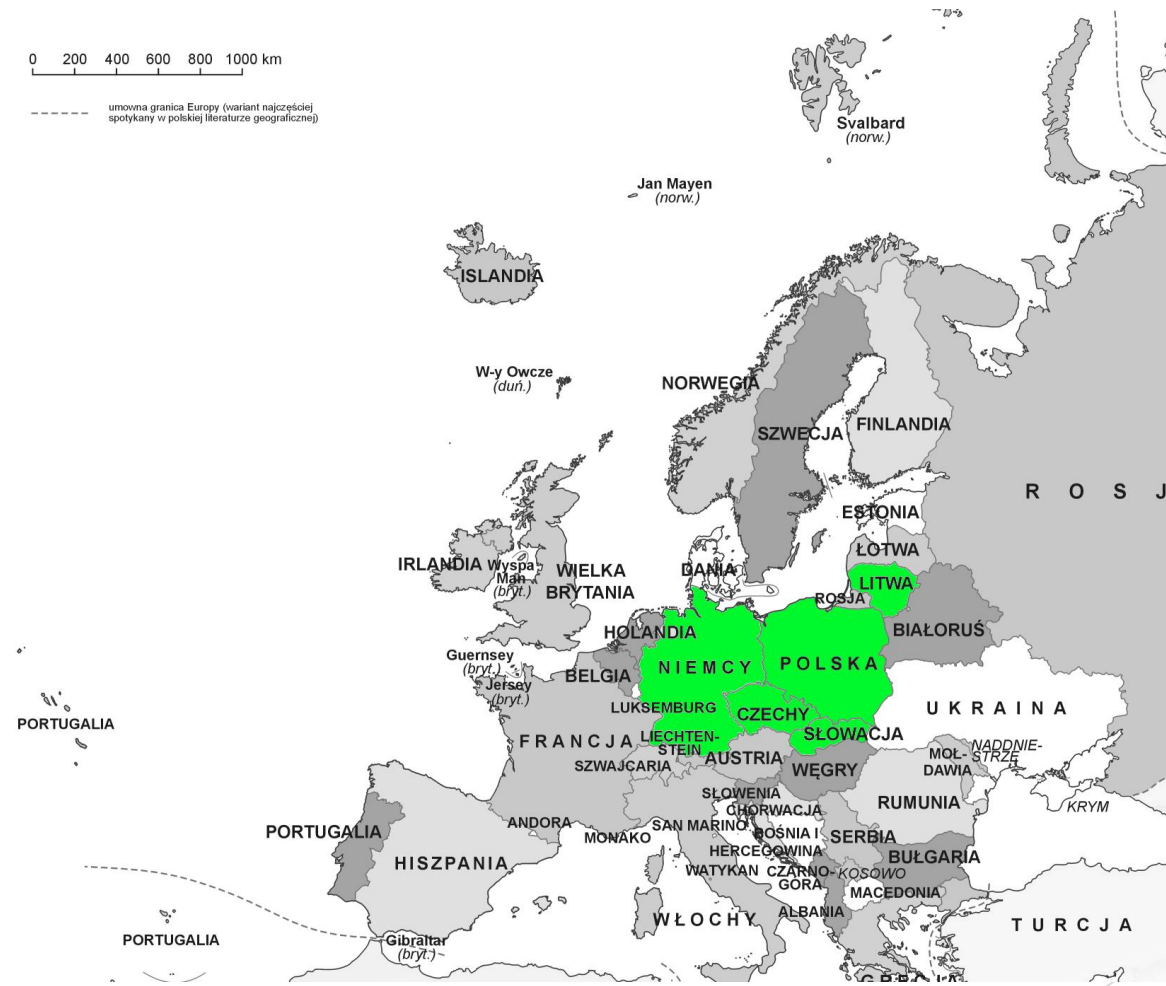 0 200 400 600 800 1000 km
umowna granica Europy (wariant najczęściej
spotykany w polskiej literaturze geograficznej)
Svalbard
(norw.)
Jan Mayen
(norw.)
ISLANDIA
W-y Owcze
(duń.)
NORWEGIA
SZWECJA
FINLANDIA
R O S J
ESTONIA
ŁOTWA
LITWA
ROSJA
BIAŁORUŚ
IRLANDIA
Wyspa
Man
(bryt.)
WIELKA
BRYTANIA
DANIA
HOLANDIA
NIEMCY
POLSKA
Guernsey
(bryt.)
Jersey
(bryt.)
BELGIA
LUKSEMBURG
CZECHY
SŁOWACJA
UKRAINA
PORTUGALIA
FRANCJA
LIECHTEN-
STEIN
SZWAJCARIA
AUSTRIA
WĘGRY
MOŁ-
DAWIA
NADDNIE-
STRZE
KRYM
RUMUNIA
SŁOWENIA
CHORWACJA
ANDORA
MONAKO
SAN MARINO
BOŚNIA I
HERCEGOWINA
SERBIA
PORTUGALIA
HISZPANIA
WATYKAN
CZARNO-
GÓRA
KOSOWO
BUŁGARIA
MACEDONIA
ALBANIA
WŁOCHY
TURCJA
PORTUGALIA
Gibraltar
(bryt.)
GRECJA